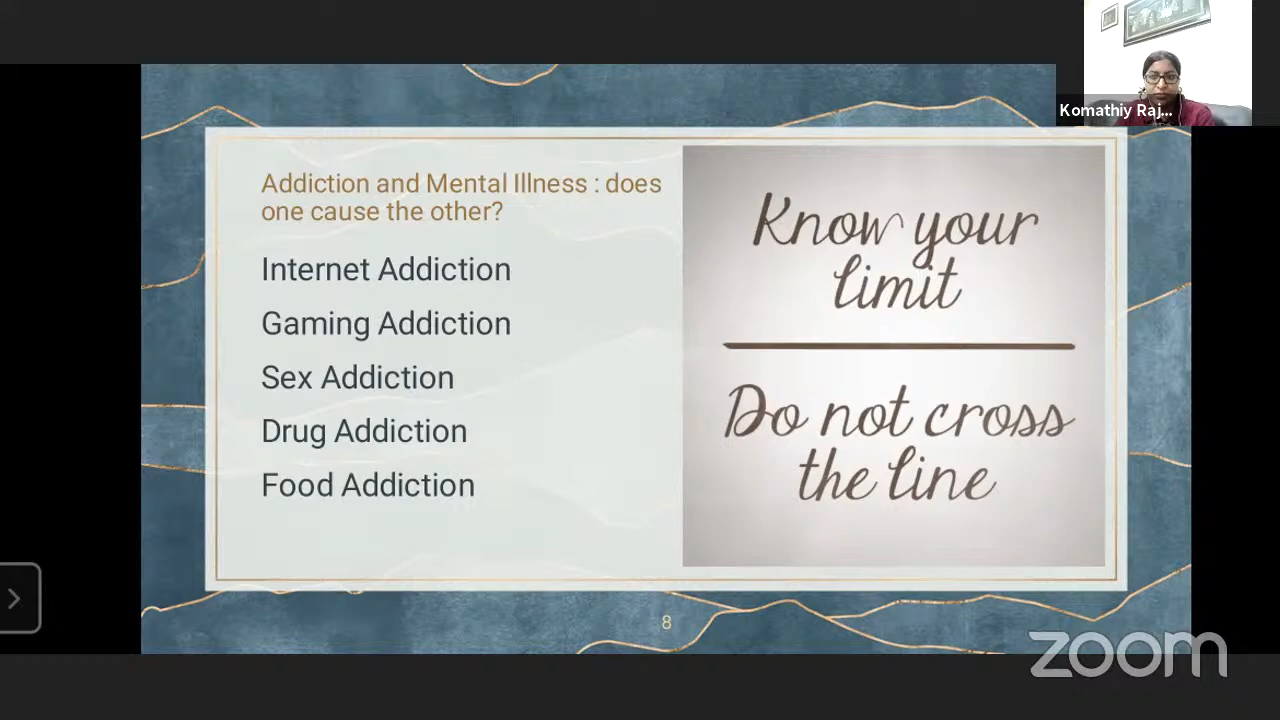 Komathiy Raj...
Addiction and Mental Illness : does
one cause the other?
Internet Addiction
Gaming Addiction
Sex Addiction
Drug Addiction
Food Addiction
Know your
limit
Do not cross
the line
8
zoom